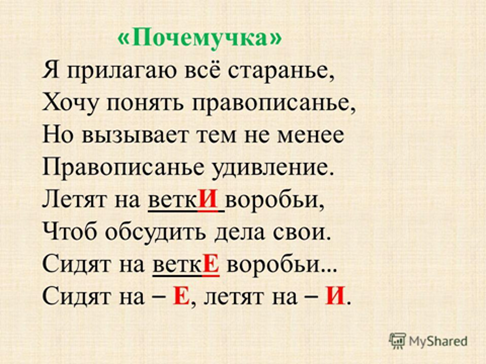 «Почемучка»
Я прилагаю всё старанье,
Хочу понять правописанье,
Но вызывает тем не менее
Правописанье удивление.
Летят на веткИ воробьи,
Чтоб обсудить дела свои.
Сидят на веткЕ воробьи...
Сидят на – Е, летят на – И.
MyShared